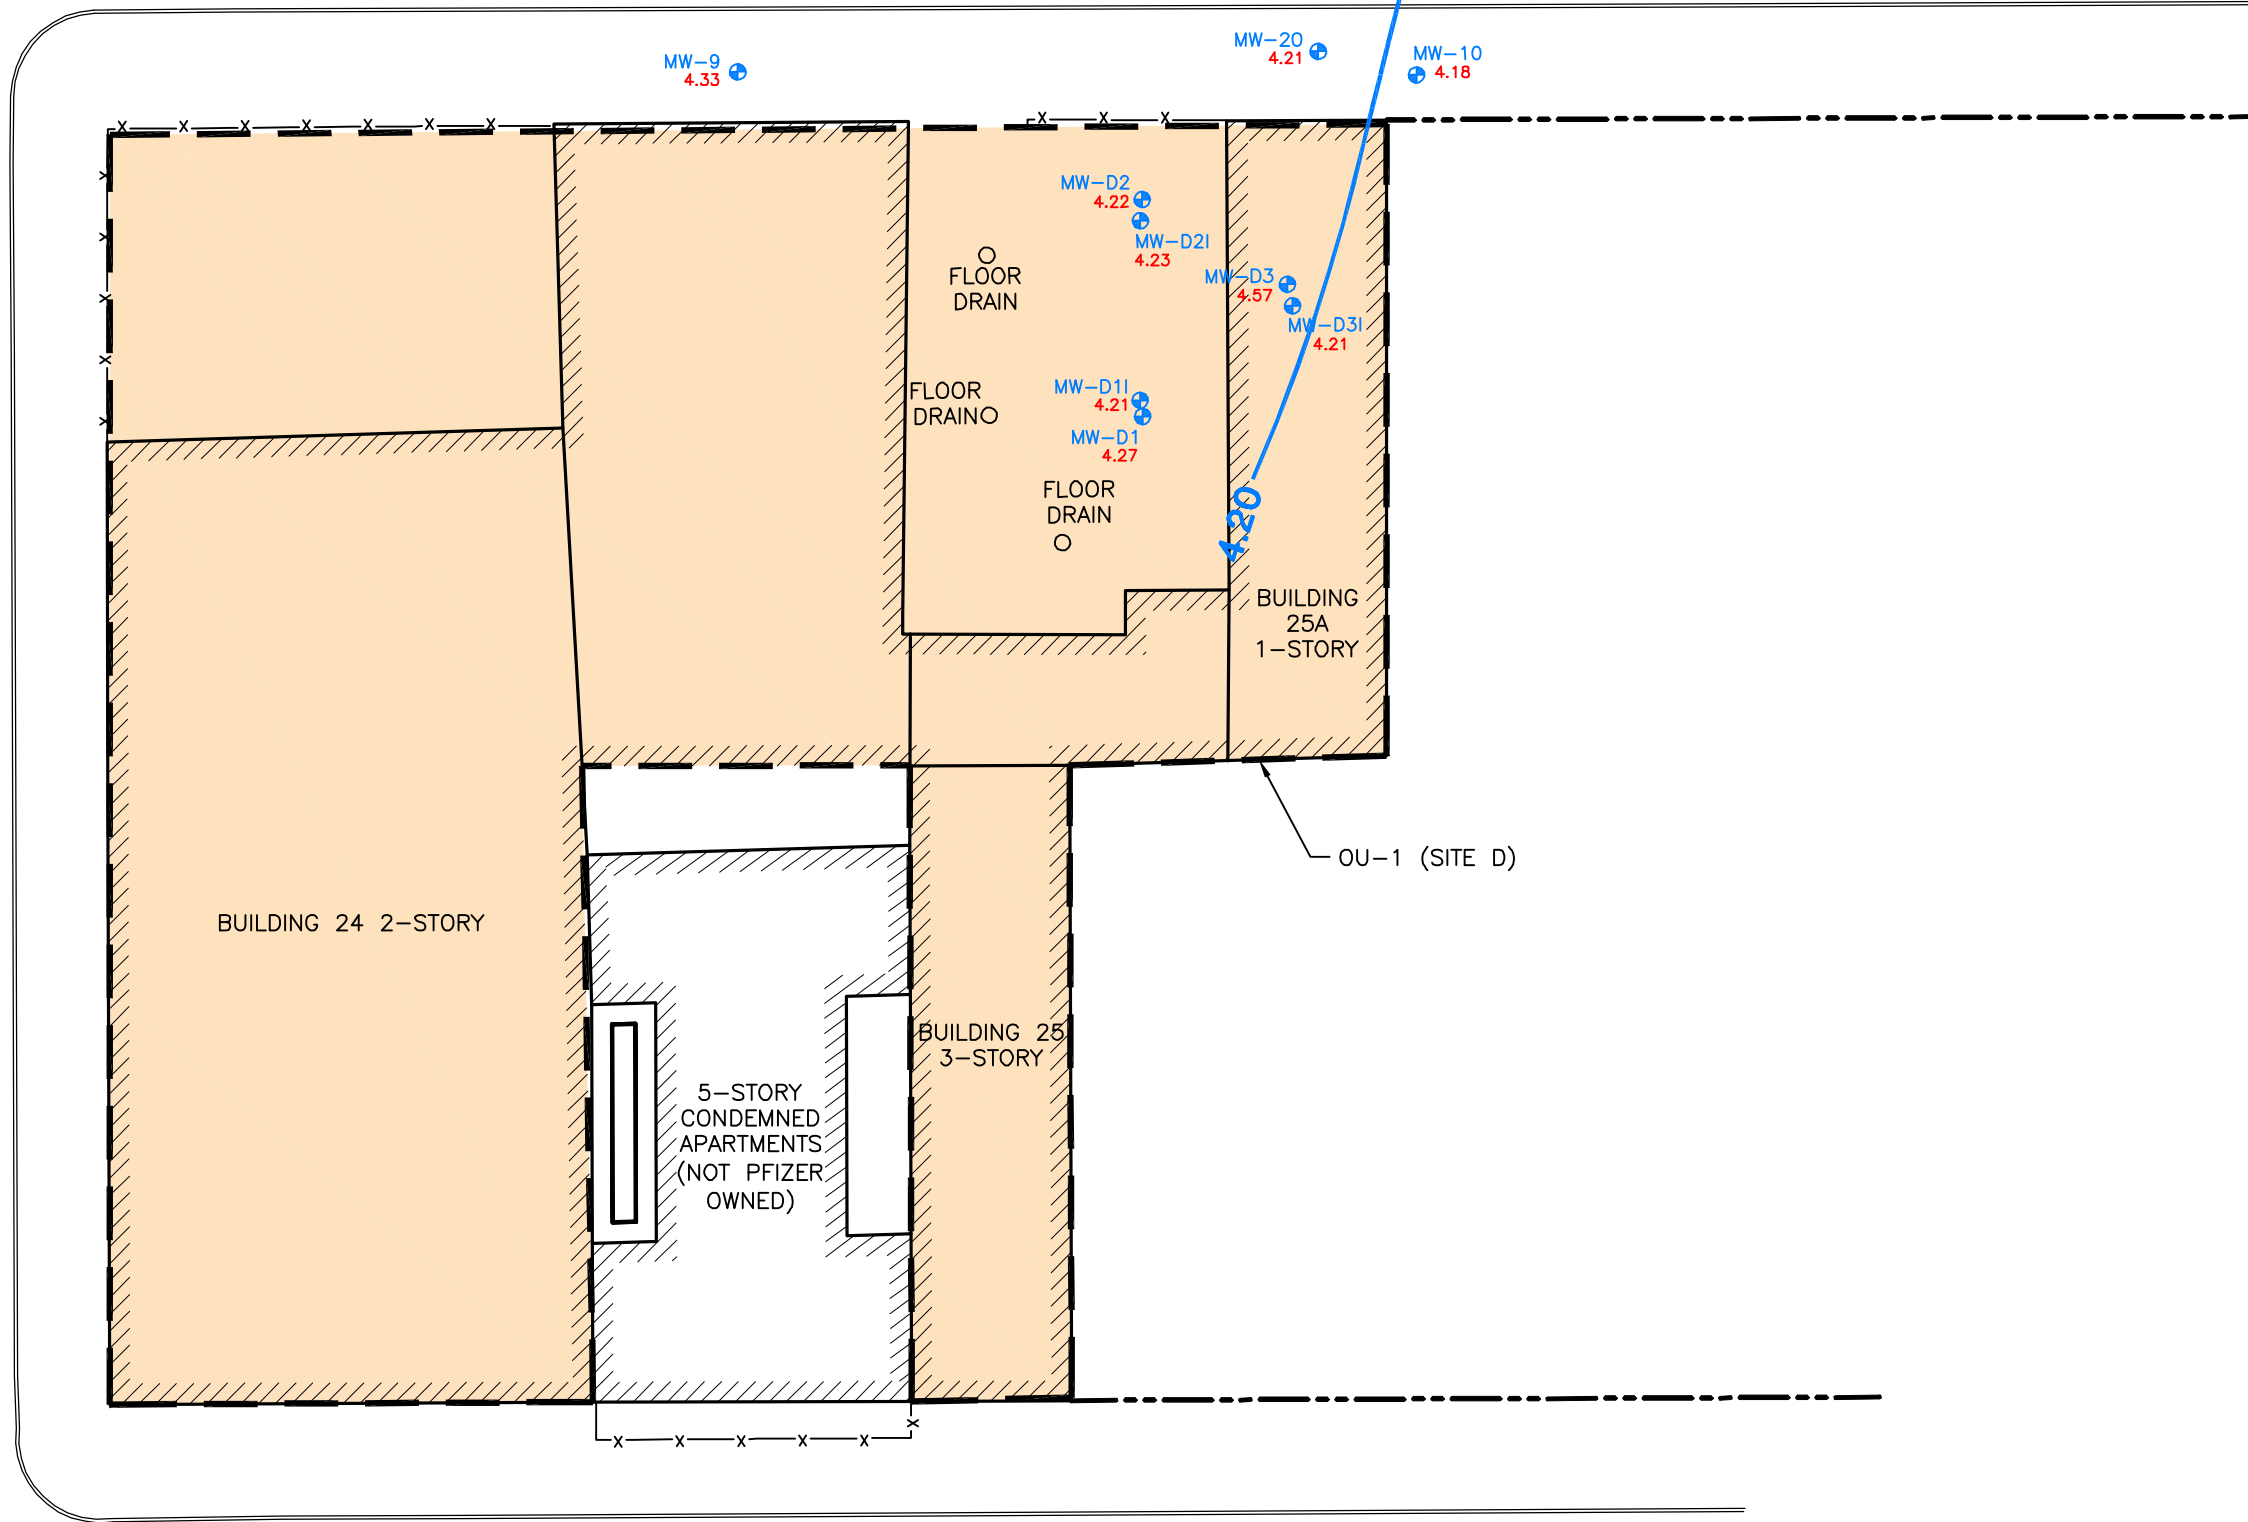 MW-20
4.21
MW-10
4.18
MW-9
4.33
MW-D2
4.22
MW-D2I
4.23
FLOOR
DRAIN
MW-D3
4.57
MW-D3I
4.21
FLOOR
DRAIN
MW-D1I
4.21
MW-D1
4.27
FLOOR
DRAIN
4.20
BUILDING
25A
1-STORY
OU-1 (SITE D)
BUILDING 24 2-STORY
BUILDING 25
3-STORY
5-STORY
CONDEMNED
APARTMENTS
(NOT PFIZER
OWNED)